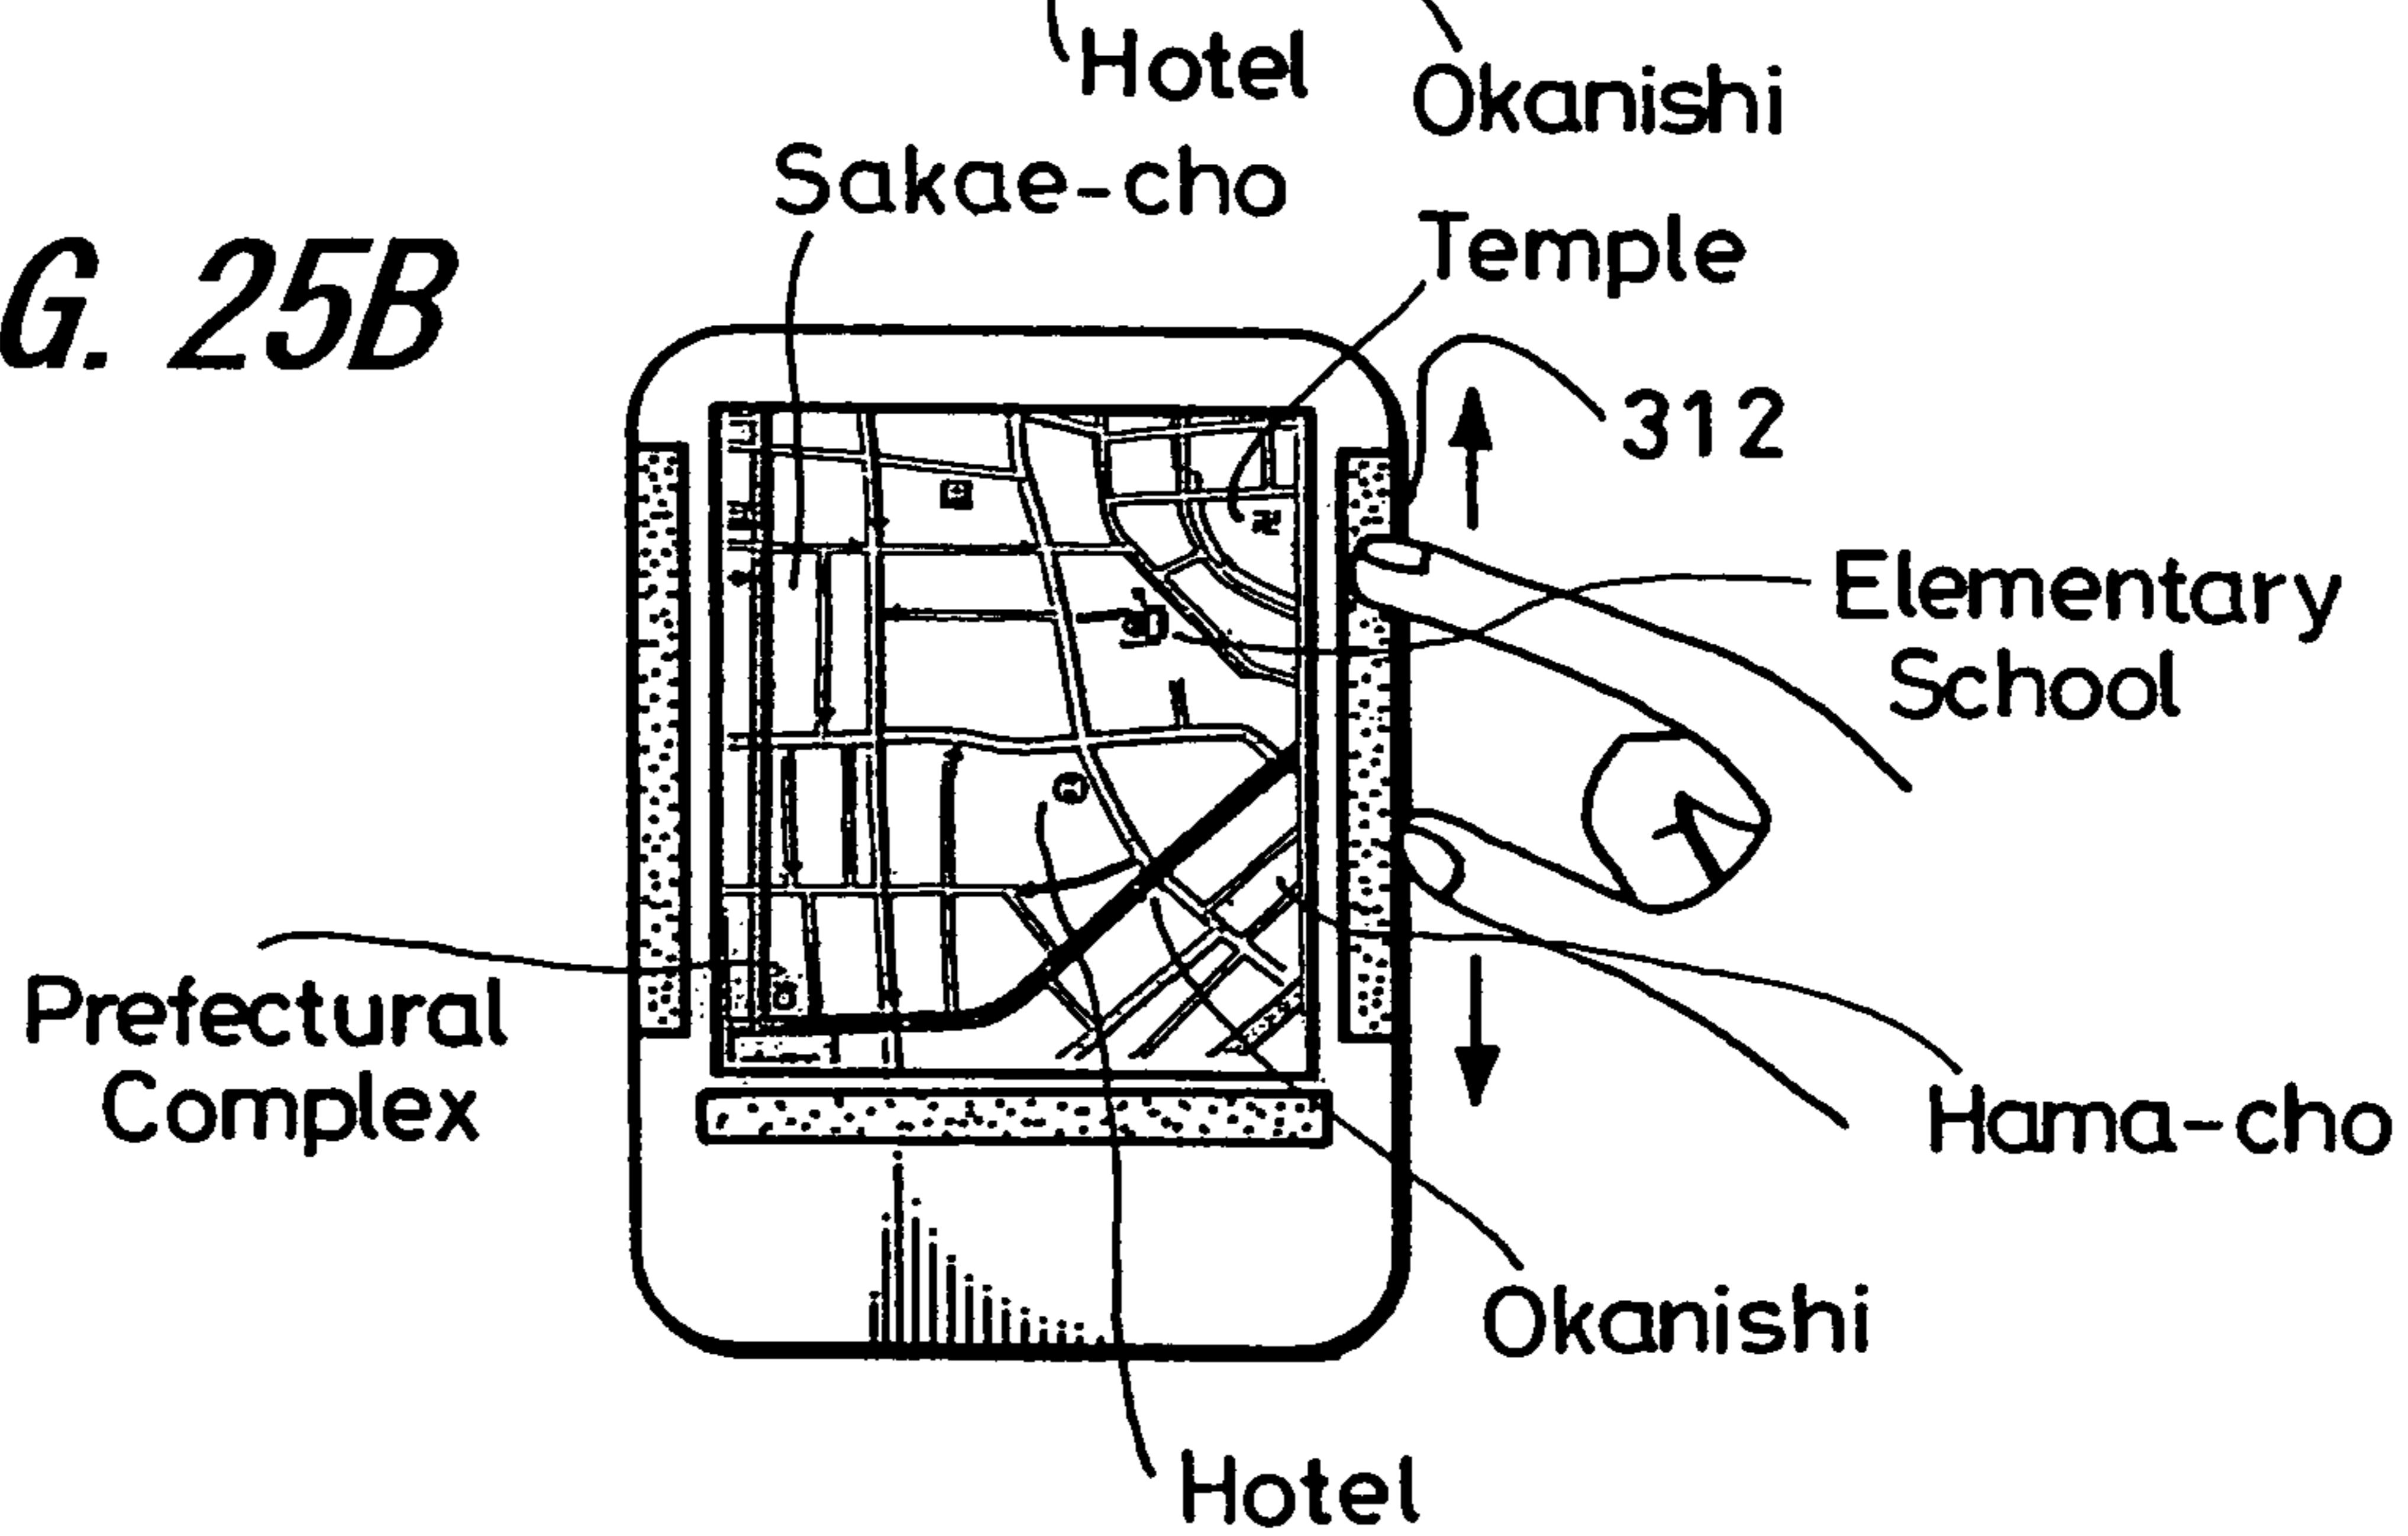 Hotel
Okanishi
Sakae-cho
Temple
G. 25B
312
Elementary
School
Prefectural
Complex
Hama-cho
Okanishi
Hotel